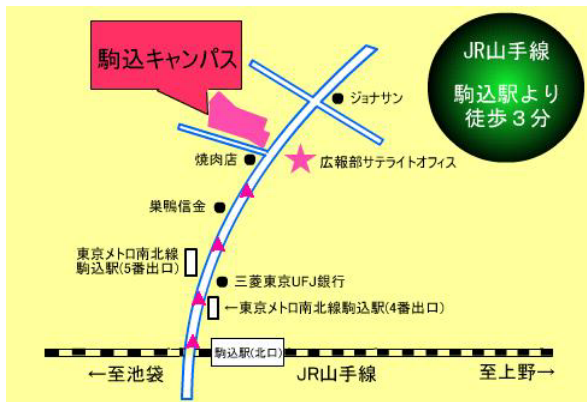 駒込キャンパス
JR山手線
駒込駅より
徒歩3分
ジョナサン
焼肉店
広報部サテライトオフィス
巣鴨信金
東京メトロ南北線
駒込駅(5番出口)
三菱東京UFJ銀行
←東京メトロ南北線駒込駅(4番出口)
駒込駅(北口)
←至池袋
JR山手線
至上野→